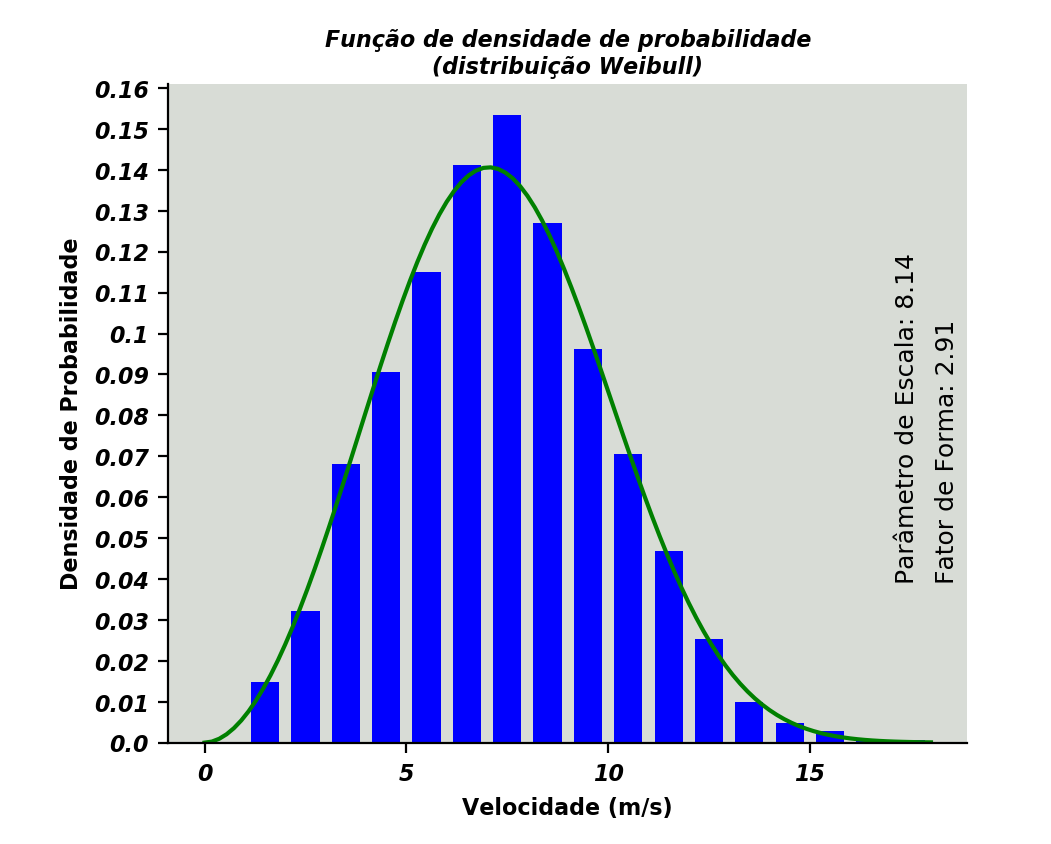 Função de densidade de probabilidade
(distribuição Weibull)
0.16
0.15
0.14
0.13
0.12
0.11
0.1
0.09
0.08
0.07
0.06
0.05
0.04
0.03
0.02
0.01
0.0
Densidade de Probabilidade
0 5 10 15
Velocidade (m/s)
Parâmetro de Escala: 8.14
Fator de Forma: 2.91